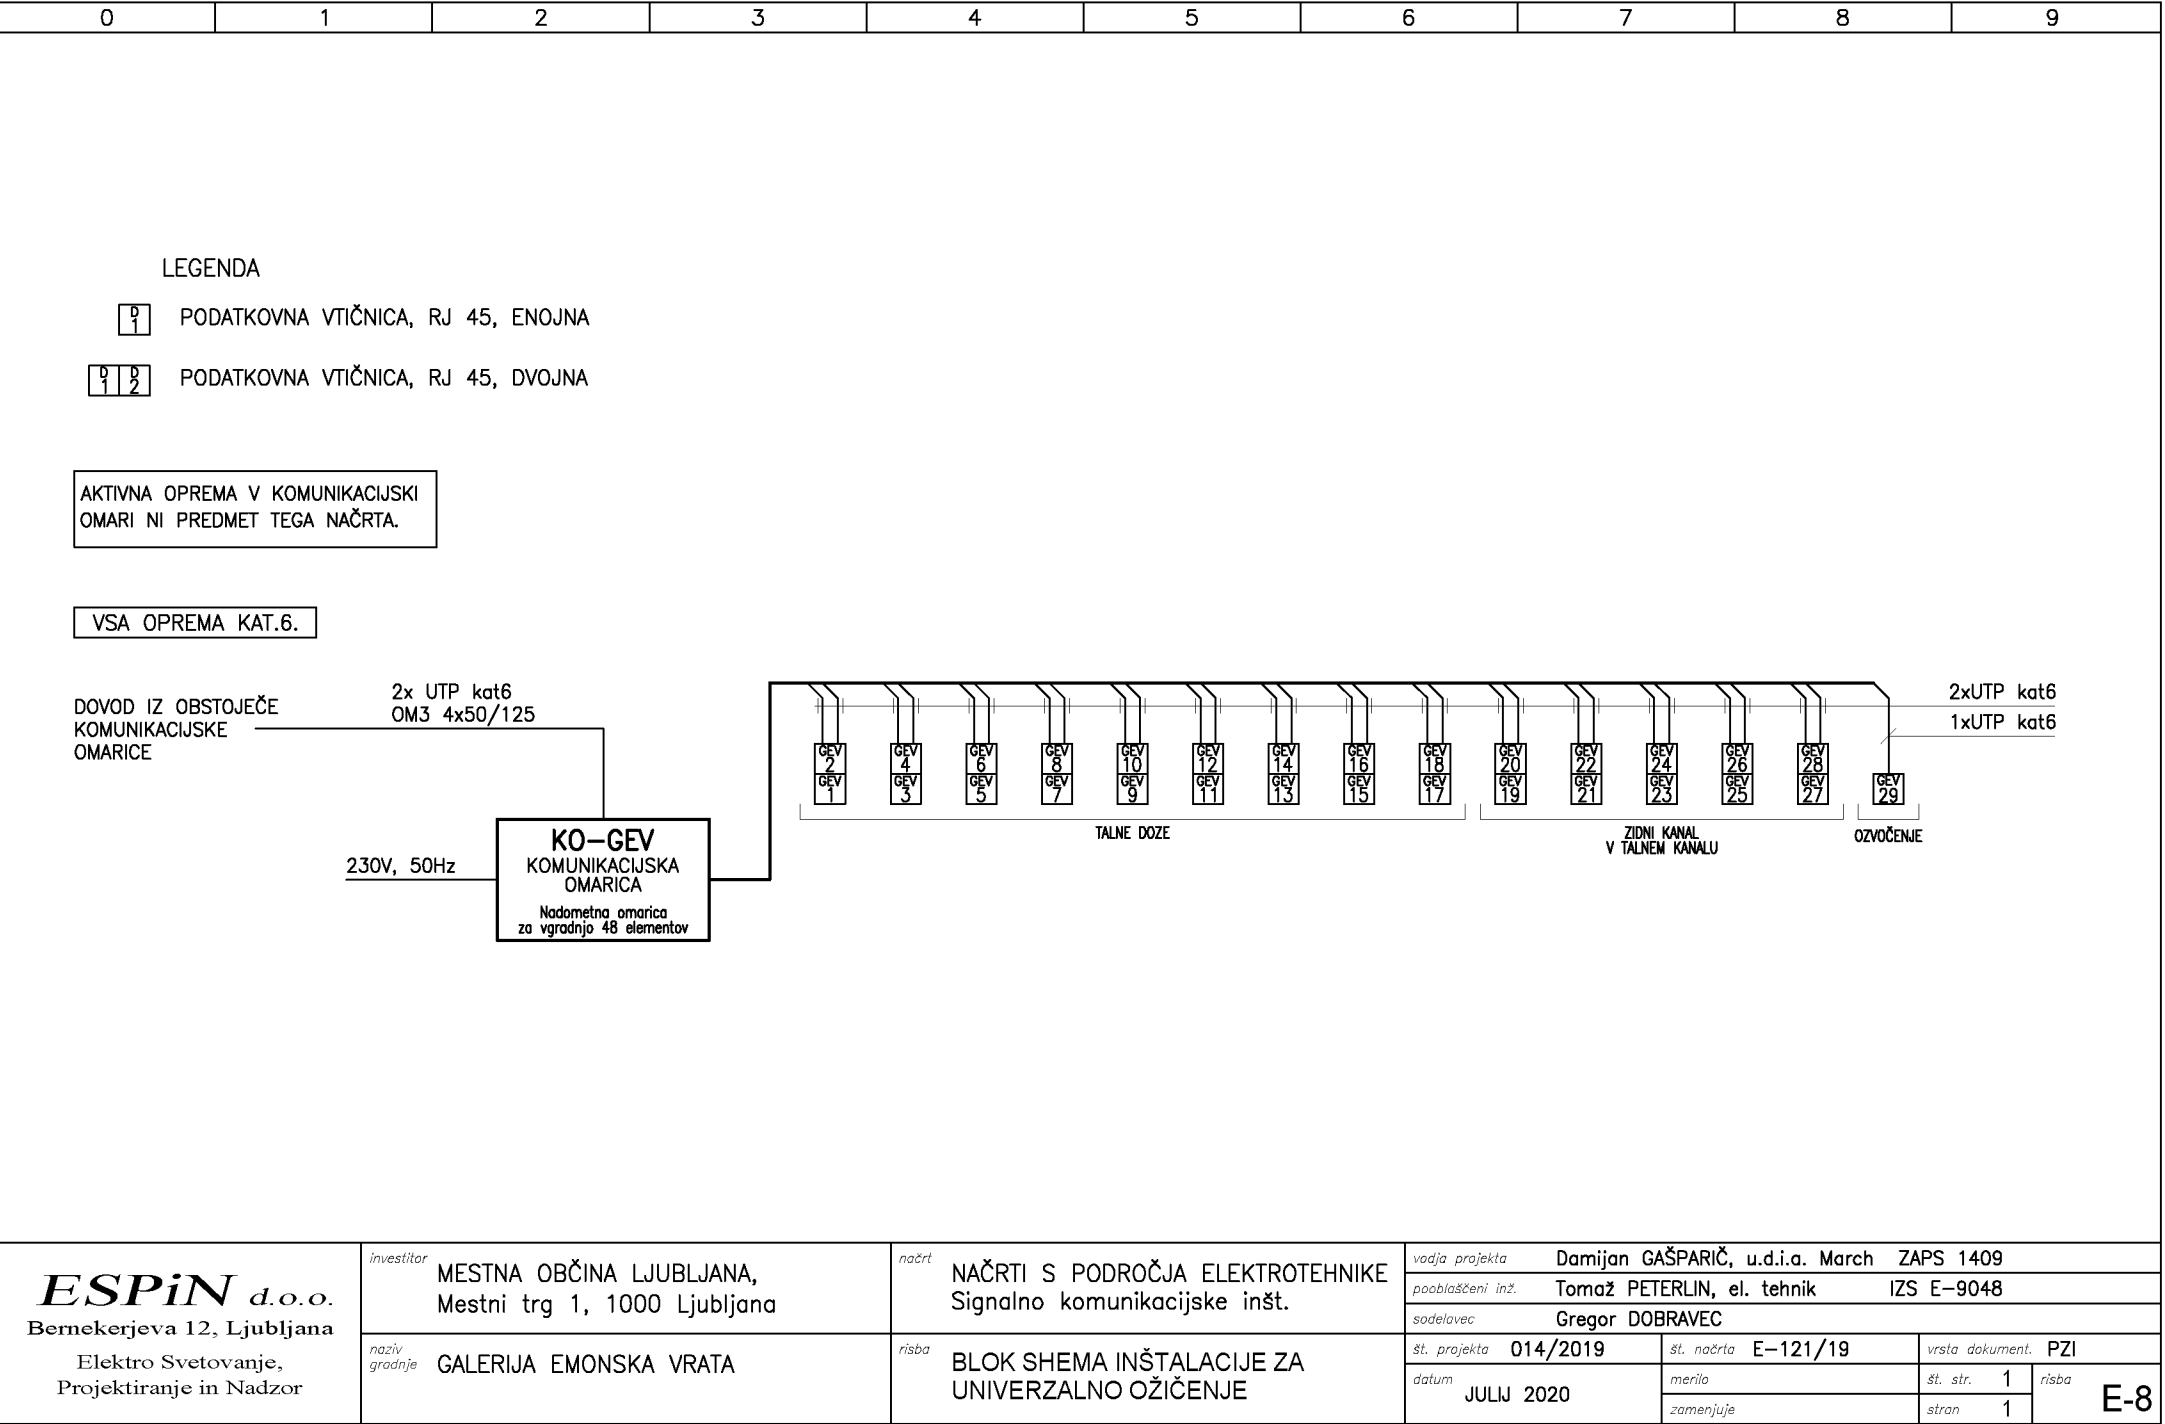 0 1 2 3 4 5 6 7 8 9
LEGENDA
D 1 PODATKOVNA VTIČNICA, RJ 45, ENOJNA
D 1 D 2 PODATKOVNA VTIČNICA, RJ 45, DVOJNA
AKTIVNA OPREMA V KOMUNIKACIJSKI
OMARI NI PREDMET TEGA NAČRTA.
VSA OPREMA KAT.6.
DOVOD IZ OBSTOJEČE
KOMUNIKACIJSKE
OMARICE
2x UTP kat6
OM3 4x50/125
230V, 50Hz
KO-GEV
KOMUNIKACIJSKA
OMARICA
Nadometna omarica
za vgradnjo 48 elementov
2xUTP kat6
1xUTP kat6
GEV GEV GEV GEV GEV GEV GEV GEV GEV GEV GEV GEV GEV GEV
2 4 6 8 10 12 14 16 18 20 22 24 26 28
GEV GEV GEV GEV GEV GEV GEV GEV GEV GEV GEV GEV GEV GEV GEV
1 3 5 7 9 11 13 15 17 19 21 23 25 27 29
TALNE DOZE
ZIDNI KANAL
V TALNEM KANALU
OZVOČENJE
ESPiN d.o.o.
Bernekerjeva 12, Ljubljana
Elektro Svetovanje,
Projektiranje in Nadzor
investitor
MESTNA OBČINA LJUBLJANA,
Mestni trg 1, 1000 Ljubljana
naziv
gradnje
GALERIJA EMONSKA VRATA
načrt
NAČRTI S PODROČJA ELEKTROTEHNIKE
Signalno komunikacijske inšt.
risba
BLOK SHEMA INŠTALACIJE ZA
UNIVERZALNO OŽIČENJE
vodja projekta Damijan GAŠPARIČ, u.d.i.a. March ZAPS 1409
pooblaščeni inž. Tomaž PETERLIN, el. tehnik IZS E-9048
sodelavec Gregor DOBRAVEC
št. projekta 014/2019 št. načrta E-121/19 vrsta dokument. PZI
datum JULIJ 2020
merilo
zamenjuje
št. str. 1
stran 1
risba E-8